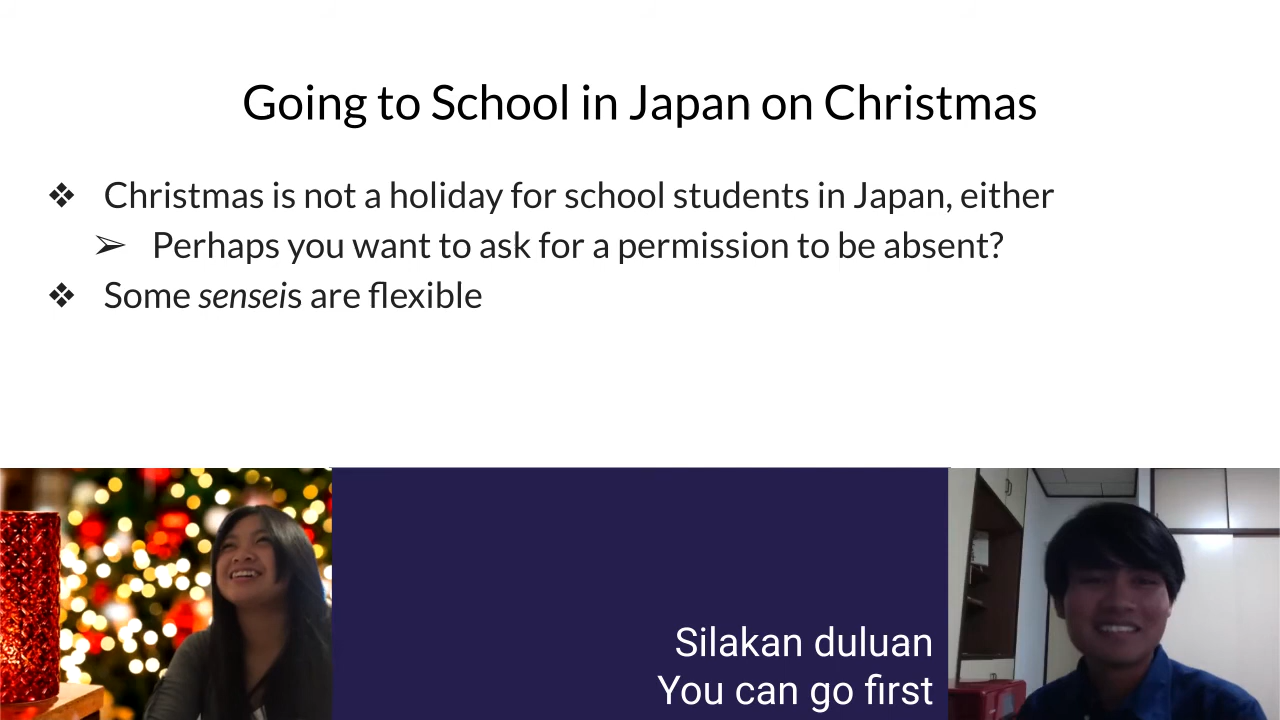 Going to School in Japan on Christmas
❖ Christmas is not a holiday for school students in Japan, either
➢ Perhaps you want to ask for a permission to be absent?
❖ Some senseis are flexible
Silakan duluan
You can go first